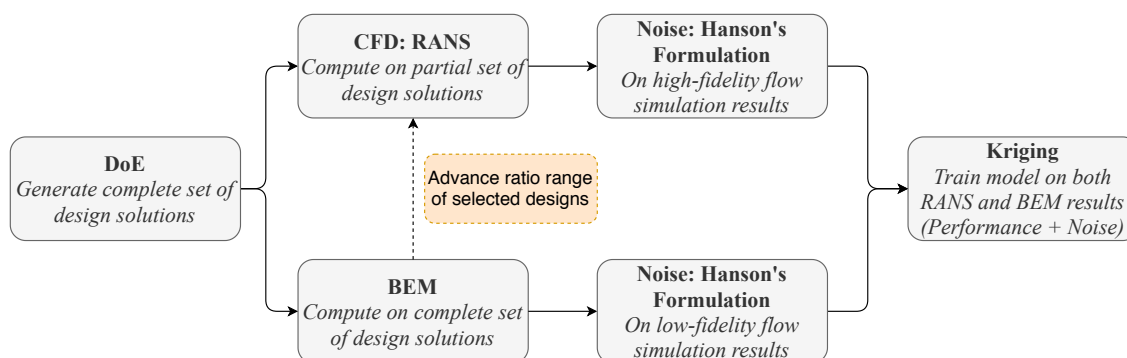 DoE
Generate complete set of
design solutions
CFD: RANS
Compute on partial set of
design solutions
Noise: Hanson's
Formulation
On high-fidelity flow
simulation results
Advance ratio range
of selected designs
BEM
Compute on complete set
of design solutions
Noise: Hanson's
Formulation
On low-fidelity flow
simulation results
Kriging
Train model on both
RANS and BEM results
(Performance + Noise)